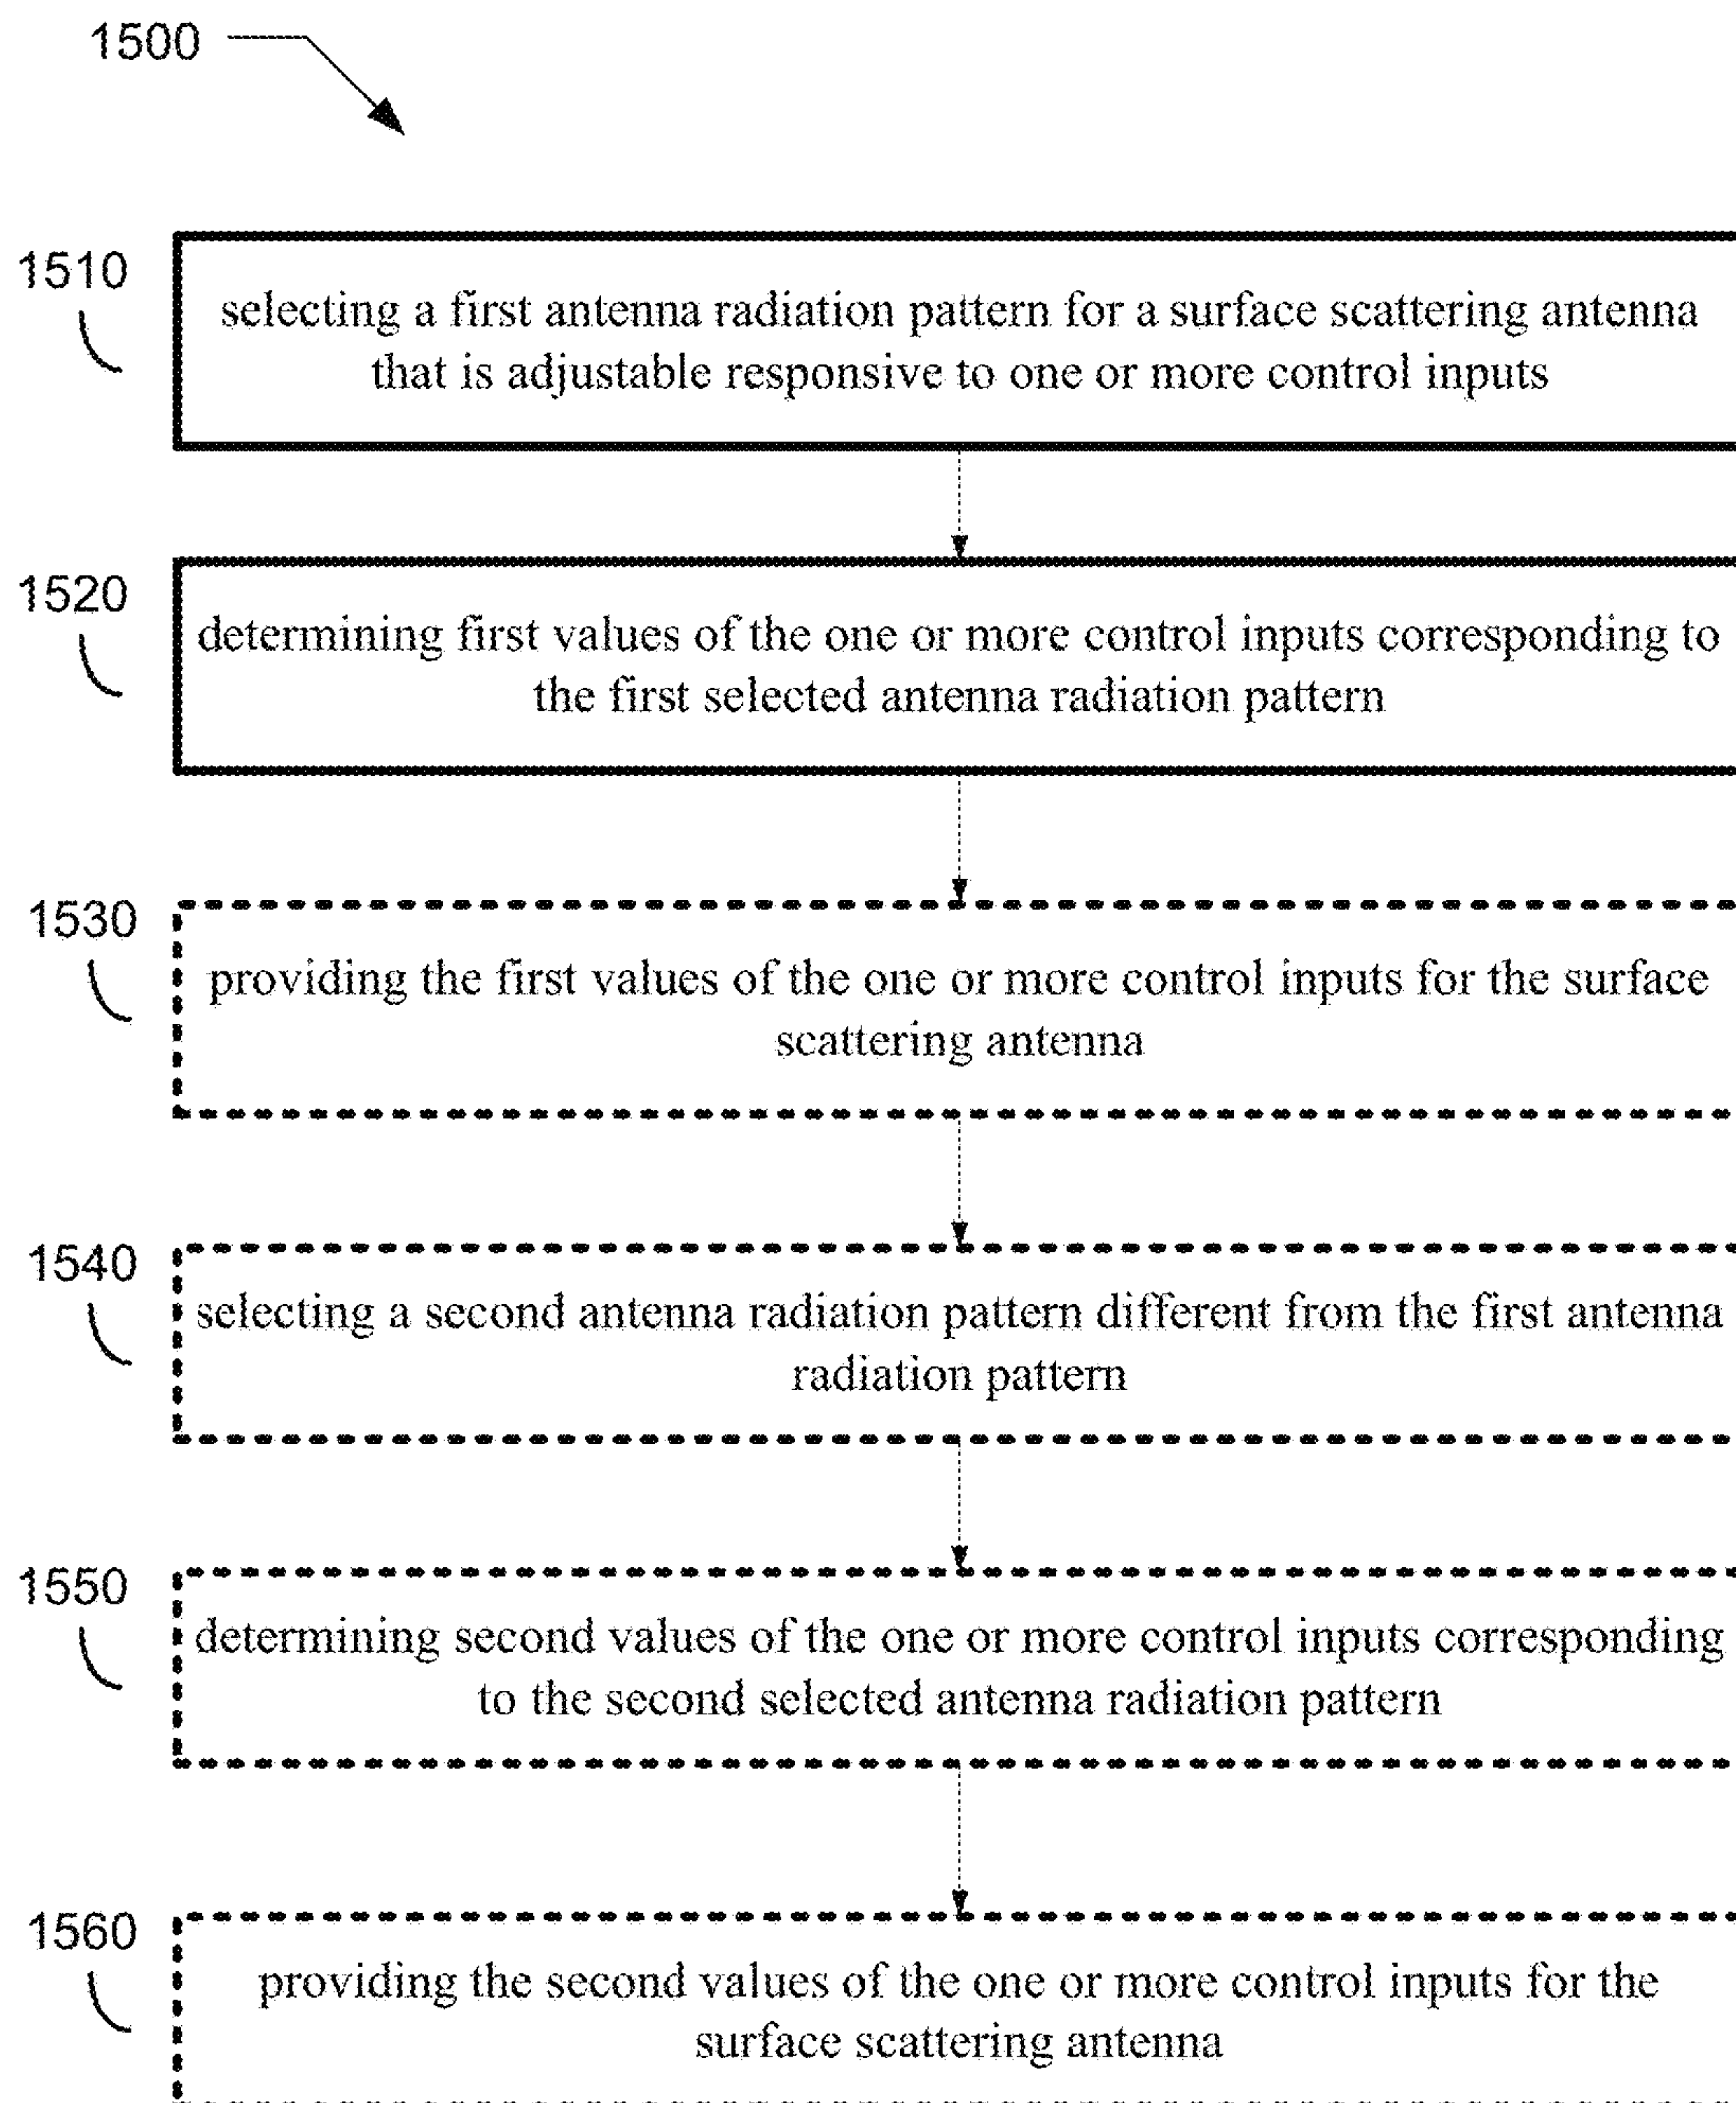 1500
1510
selecting a first antenna radiation pattern for a surface scattering antenna
that is adjustable responsive to one or more control inputs
1520
determining first values of the one or more control inputs corresponding to
the first selected antenna radiation pattern
1530
providing the first values of the one or more control inputs for the surface
scattering antenna
1540
selecting a second antenna radiation pattern different from the first antenna
radiation pattern
1550
determining second values of the one or more control inputs corresponding
to the second selected antenna radiation pattern
1560
providing the second values of the one or more control inputs for the
surface scattering antenna